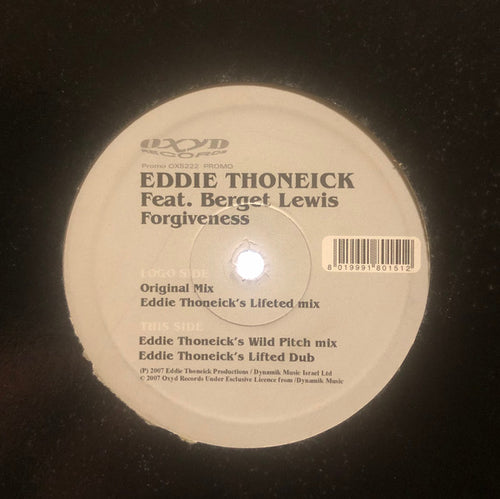 OXYD
RECORDS
Promo OXS222 PROMO
EDDIE THONEICK
Feat. Berget Lewis
Forgiveness
8 019991 801512
LOGO SIDE
Original Mix
Eddie Thoneick's Lifeted mix
THIS SIDE
Eddie Thoneick's Wild Pitch mix
Eddie Thoneick's Lifted Dub
(P) 2007 Eddie Thoneick Productions / Dynamik Music Israel Ltd
© 2007 Oxyd Records Under Exclusive Licence from /Dynamik Music